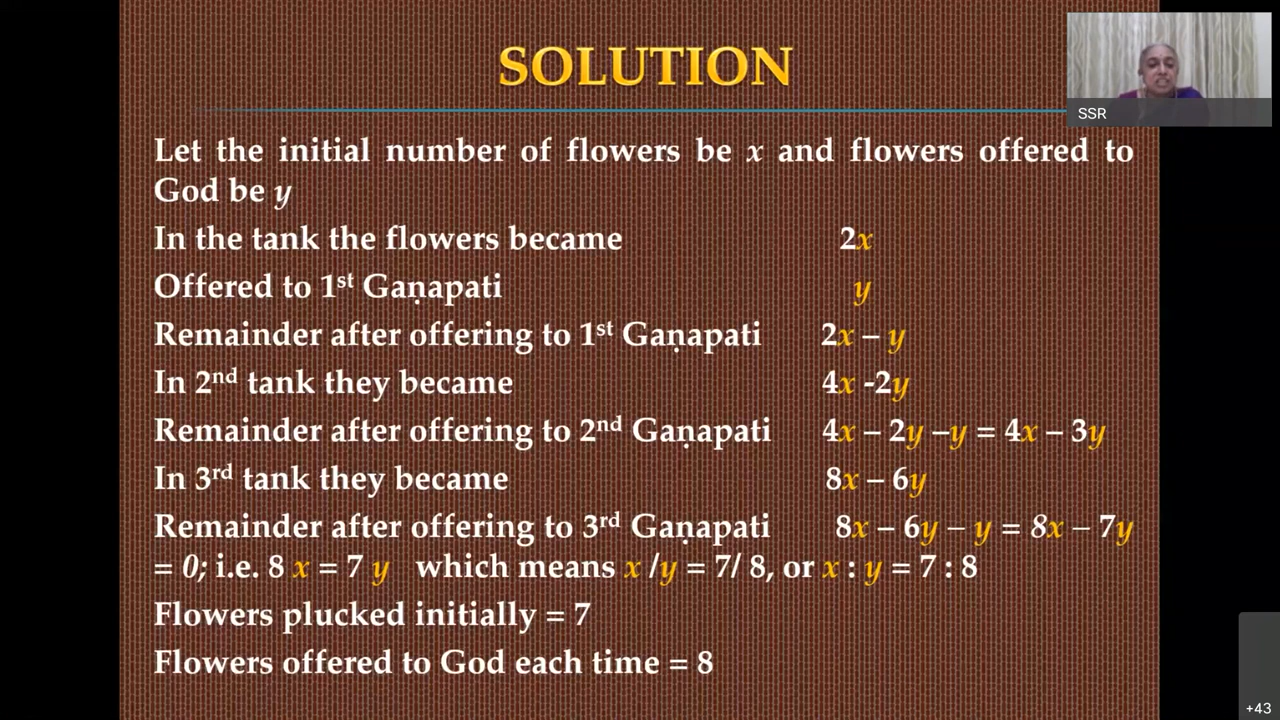 SOLUTION
SSR
Let the initial number of flowers be x and flowers offered to
God be y
In the tank the flowers became 2x
Offered to 1st Gaṇapati y
Remainder after offering to 1st Gaṇapati 2x – y
In 2nd tank they became 4x -2y
Remainder after offering to 2nd Gaṇapati 4x – 2y –y = 4x – 3y
In 3rd tank they became 8x – 6y
Remainder after offering to 3rd Gaṇapati 8x – 6y – y = 8x – 7y
= 0; i.e. 8 x = 7 y which means x /y = 7/ 8, or x : y = 7 : 8
Flowers plucked initially = 7
Flowers offered to God each time = 8
+43